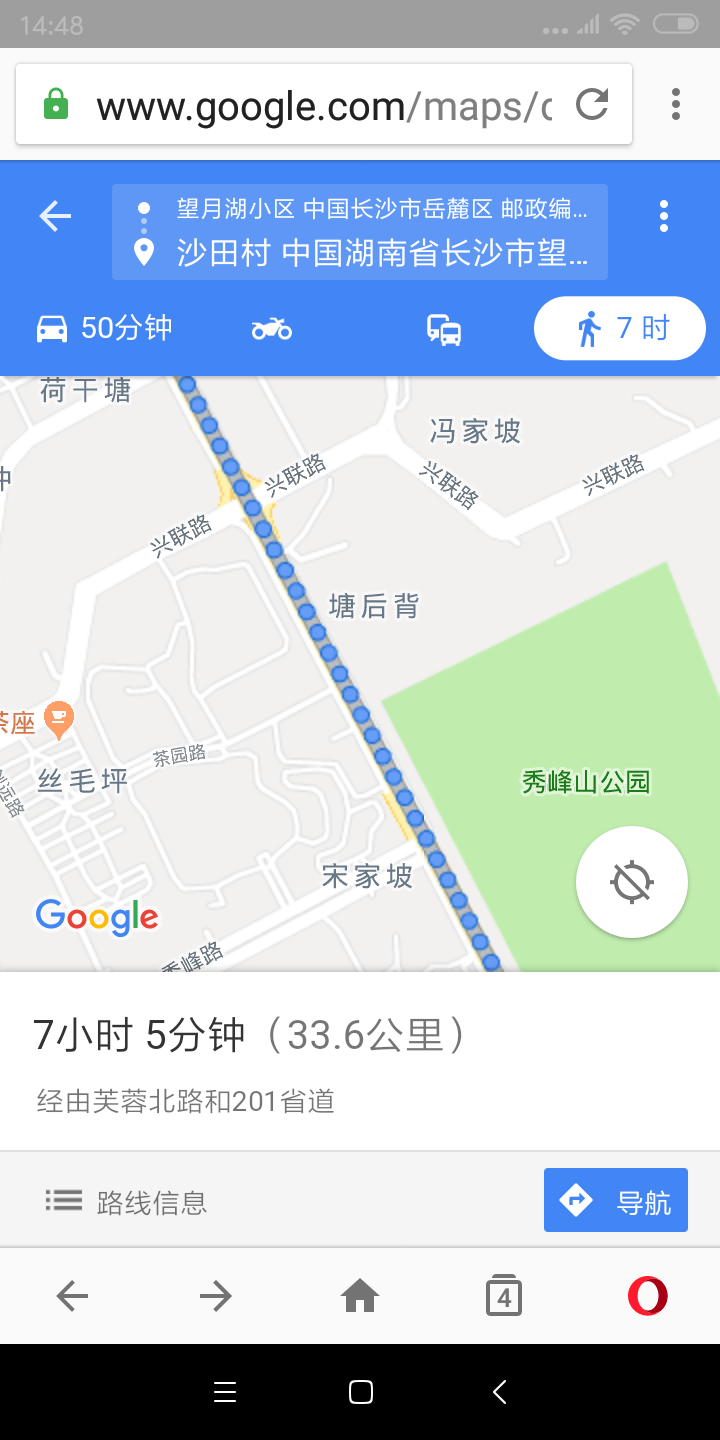 14:48
www.google.com/maps/
望月湖小区 中国长沙市岳麓区 邮政编...
沙田村 中国湖南省长沙市望...
50分钟
7 时
荷干塘
冯家坡
兴联路
兴联路
兴联路
兴联路
塘后背
茶座
茶园路
丝毛坪
远路
秀峰山公园
宋家坡
Google
秀峰路
7小时 5分钟（33.6公里）
经由芙蓉北路和201省道
路线信息
导航
4